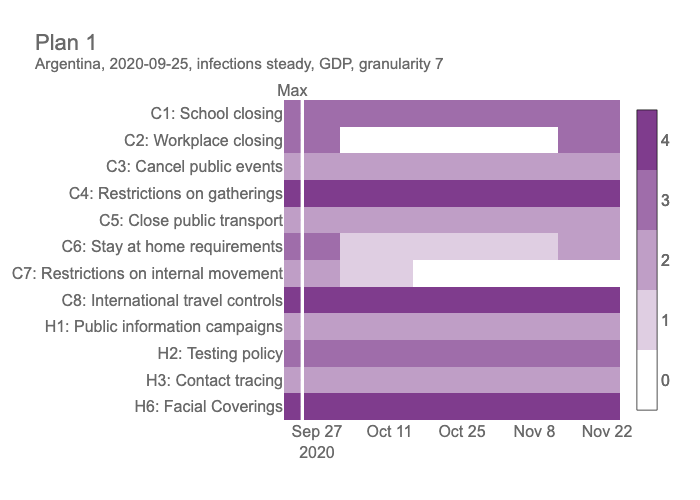 Plan 1
Argentina, 2020-09-25, infections steady, GDP, granularity 7
Max
C1: School closing
C2: Workplace closing
C3: Cancel public events
C4: Restrictions on gatherings
C5: Close public transport
C6: Stay at home requirements
C7: Restrictions on internal movement
C8: International travel controls
H1: Public information campaigns
H2: Testing policy
H3: Contact tracing
H6: Facial Coverings
4
3
2
1
0
Sep 27 Oct 11 Oct 25 Nov 8 Nov 22
2020